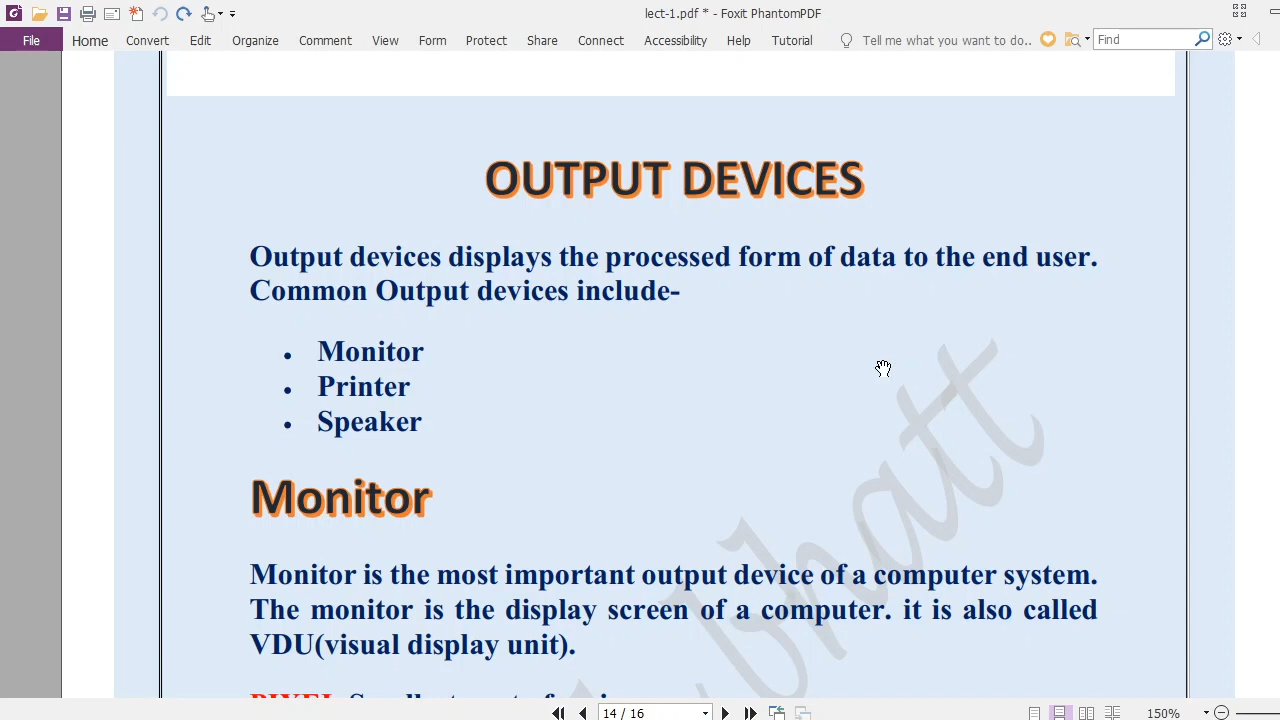 lect-1.pdf * - Foxit PhantomPDF
File Home Convert Edit Organize Comment View Form Protect Share Connect Accessibility Help Tutorial Tell me what you want to do.. Find
OUTPUT DEVICES
Output devices displays the processed form of data to the end user.
Common Output devices include-
• Monitor
• Printer
• Speaker
Monitor
Monitor is the most important output device of a computer system.
The monitor is the display screen of a computer. it is also called
VDU(visual display unit).
bhatt
14 / 16
150%